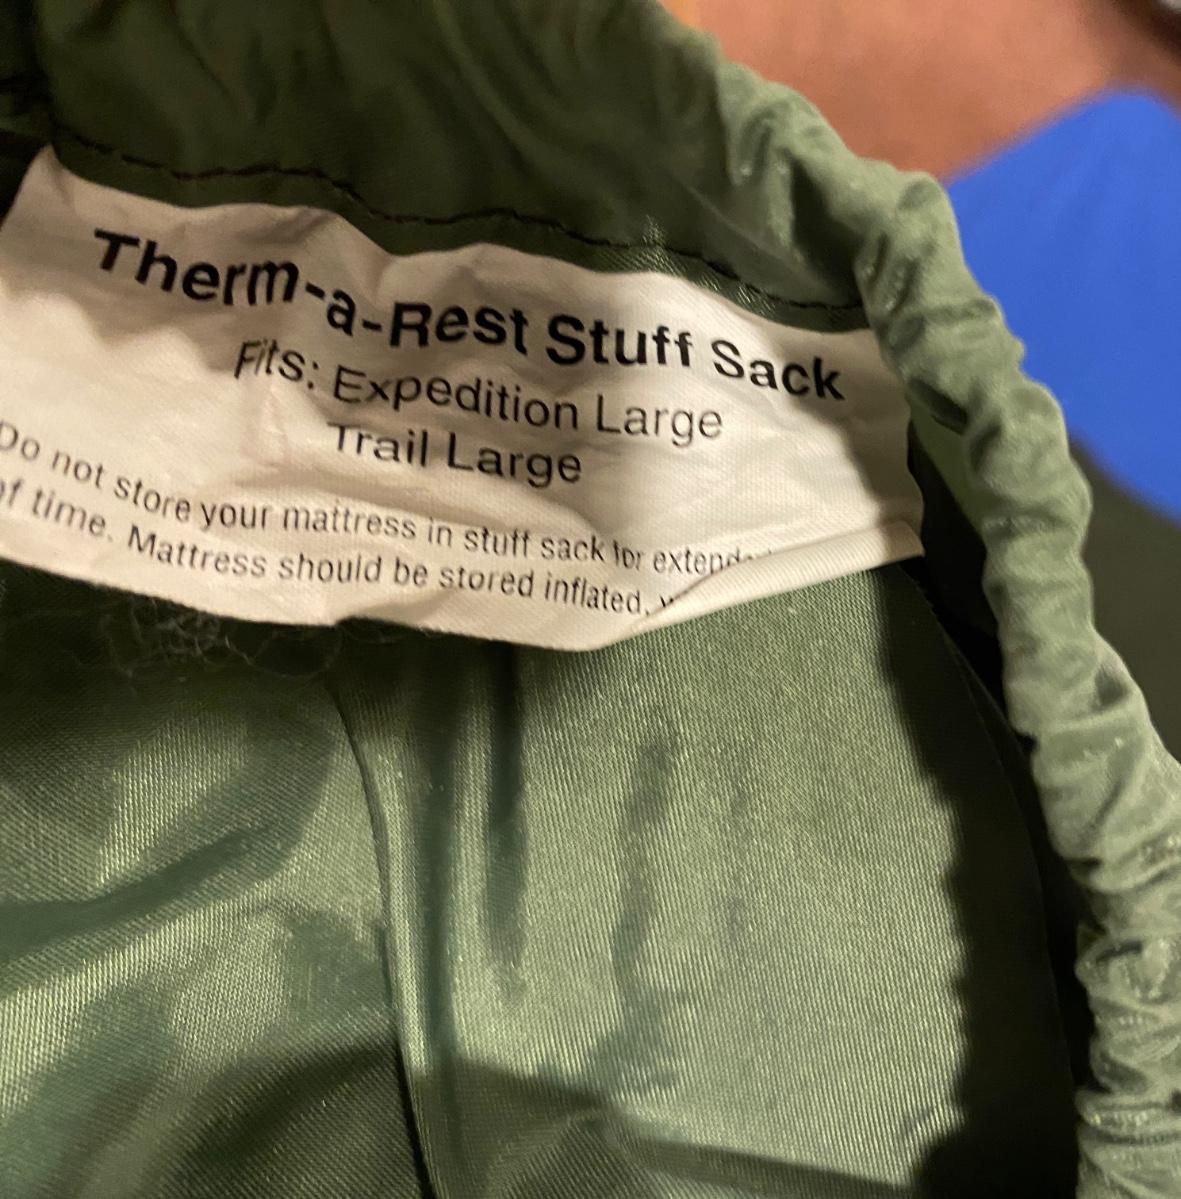 Therm-a-Rest Stuff Sack
Fits: Expedition Large
Trail Large
Do not store your mattress in stuff sack for
of time. Mattress should be stored inflated,